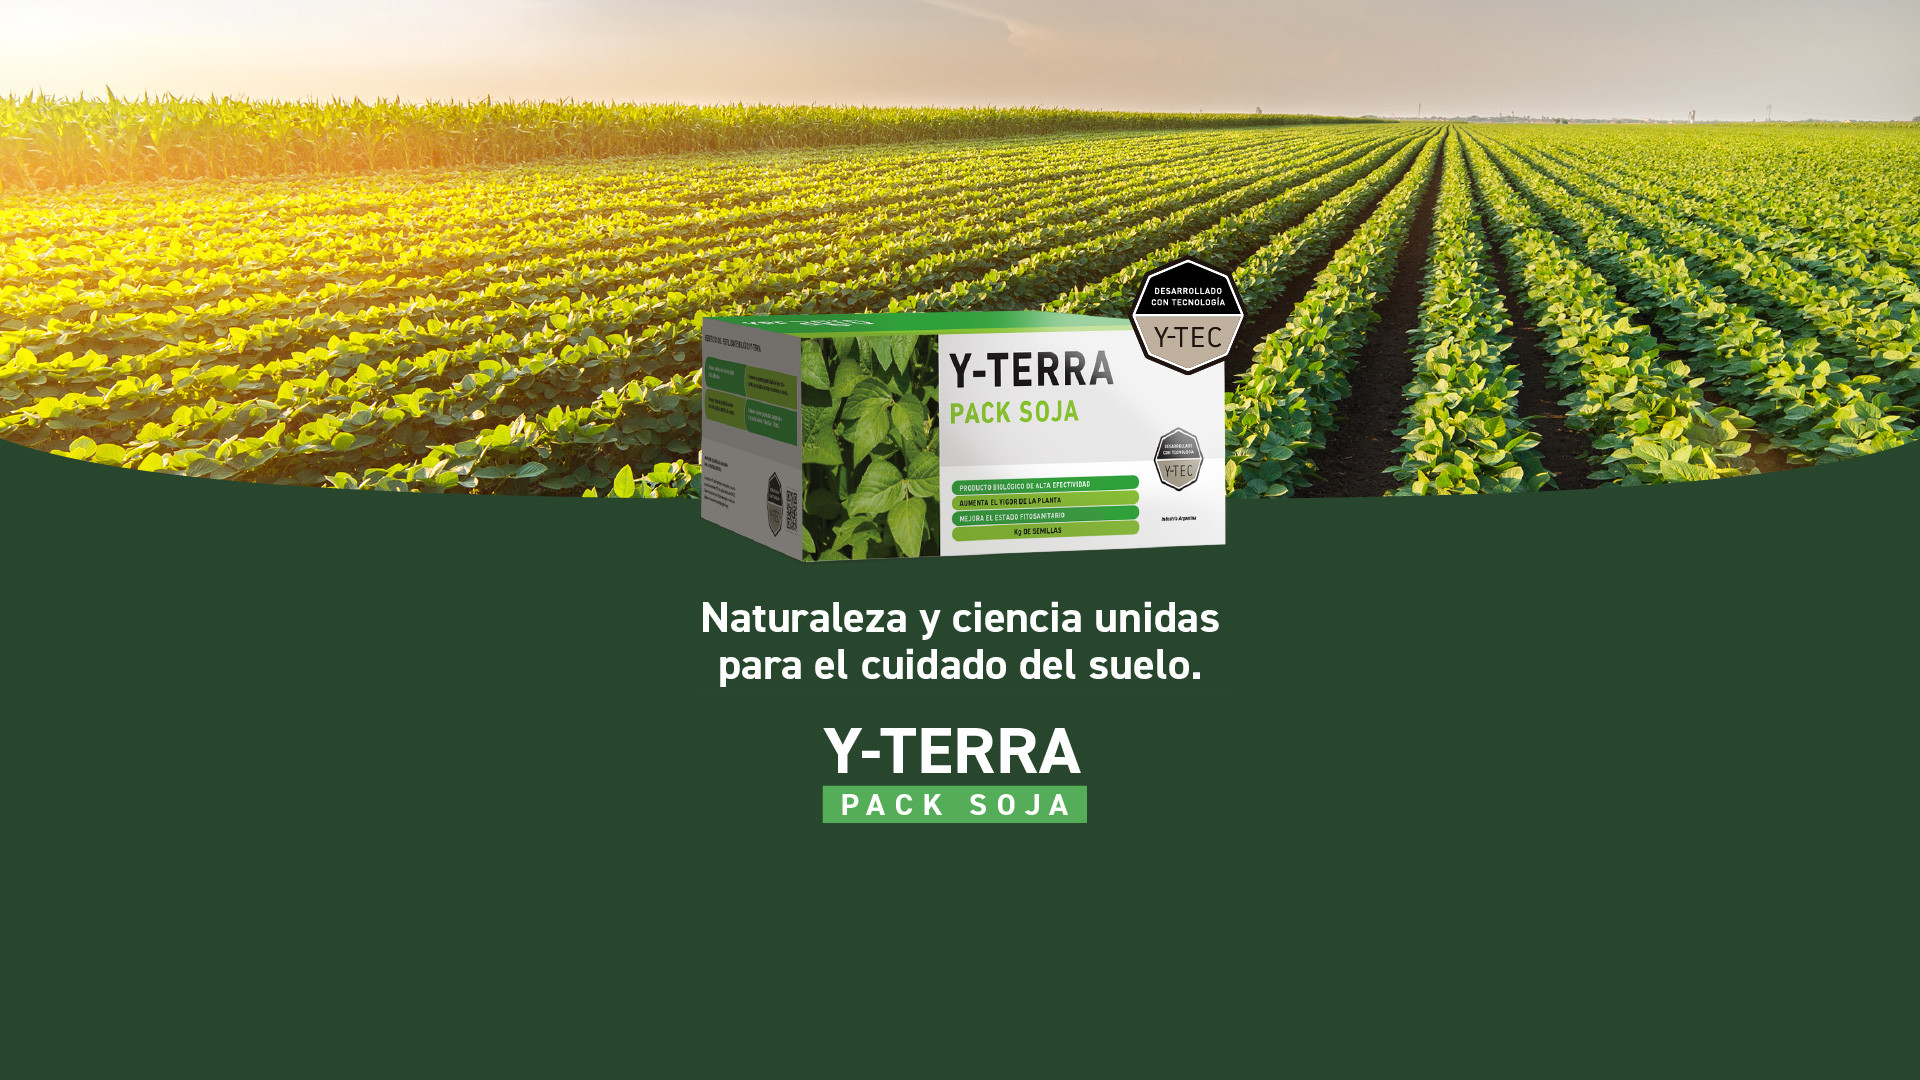 DESARROLLADO
CON TECNOLOGÍA
Y-TEC
Y-TERRA
PACK SOJA
DESARROLLADO
CON TECNOLOGÍA
Y-TEC
PRODUCTO BIOLÓGICO DE ALTA EFECTIVIDAD
AUMENTA EL VIGOR DE LA PLANTA
MEJORA EL ESTADO FITOSANITARIO
Kg DE SEMILLAS
Industria Argentina
Naturaleza y ciencia unidas
para el cuidado del suelo.
Y-TERRA
PACK SOJA